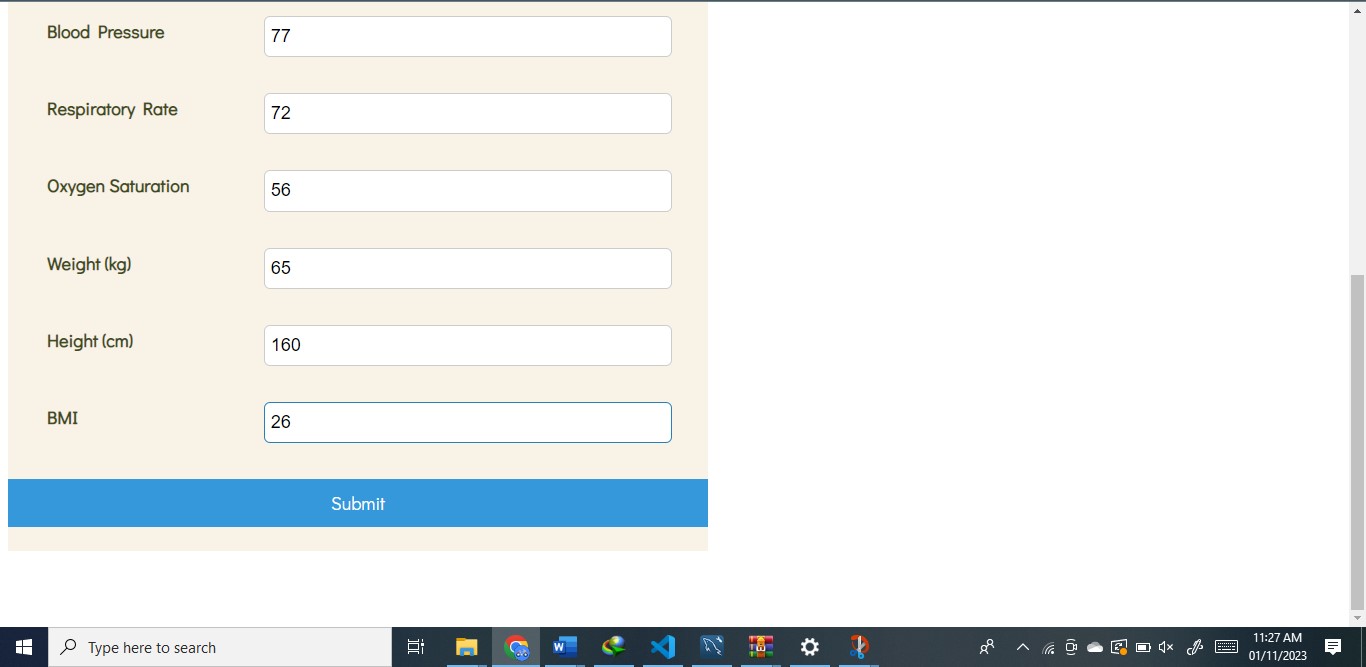 Blood Pressure
77
Respiratory Rate
72
Oxygen Saturation
56
Weight (kg)
65
Height (cm)
160
BMI
26
Submit
Type here to search
11:27 AM
01/11/2023